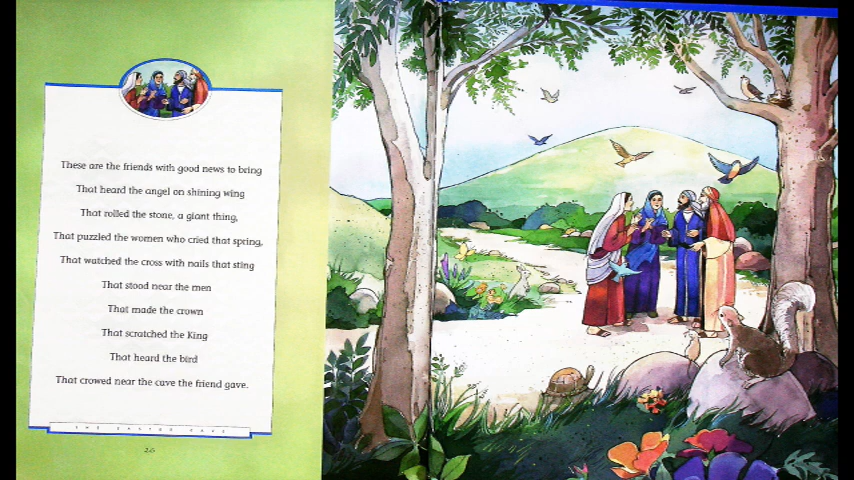 These are the friends with good news to bring
That heard the angel on shining wing
That rolled the stone, a giant thing,
That puzzled the women who cried that spring,
That watched the cross with nails that sting
That stood near the men
That made the crown
That scratched the King
That heard the bird
That crowed near the cave the friend gave.
THE EASTER CAVE